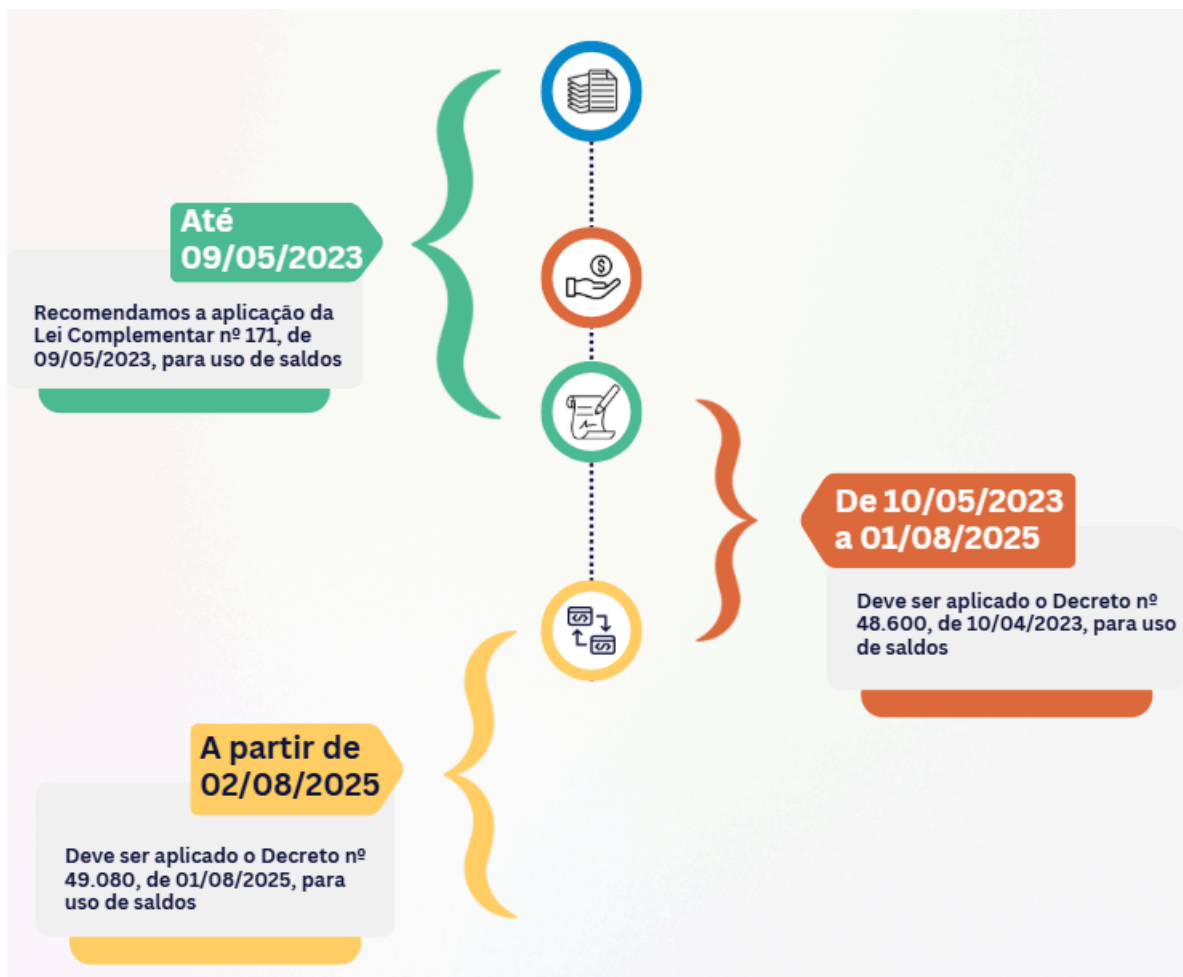 Até
09/05/2023
Recomendamos a aplicação da
Lei Complementar nº 171, de
09/05/2023, para uso de saldos
De 10/05/2023
a 01/08/2025
Deve ser aplicado o Decreto nº
48.600, de 10/04/2023, para uso
de saldos
A partir de
02/08/2025
Deve ser aplicado o Decreto nº
49.080, de 01/08/2025, para
uso de saldos